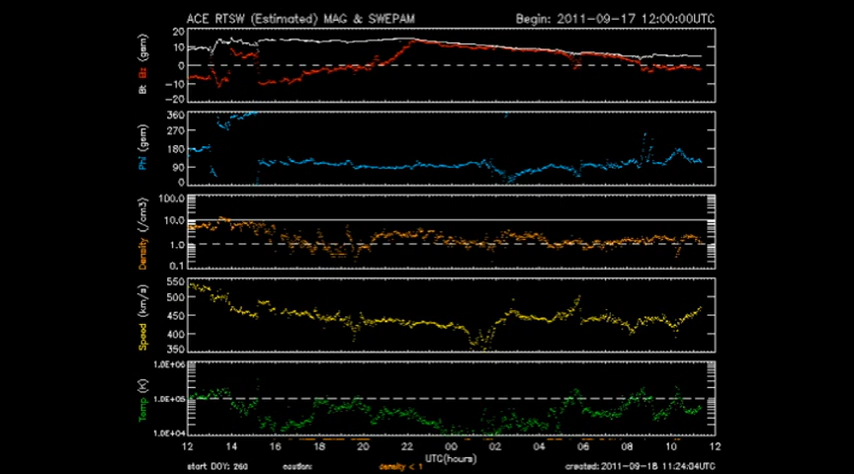 ACE RTSW (Estimated) MAG & SWEPAM Begin: 2011-09-17 12:00:00UTC
Bt Bz (gsm)
20
10
0
-10
-20
Phi (gsm)
360
270
180
90
0
Density (/cm3)
100.0
10.0
1.0
0.1
Speed (km/s)
550
500
450
400
350
Temp (K)
1.0E+06
1.0E+05
1.0E+04
12 14 16 18 20 22 00 02 04 06 08 10 12
UTC(hours)
start DOY: 260 density < 1 created: 2011-09-18 11:24:04UTC